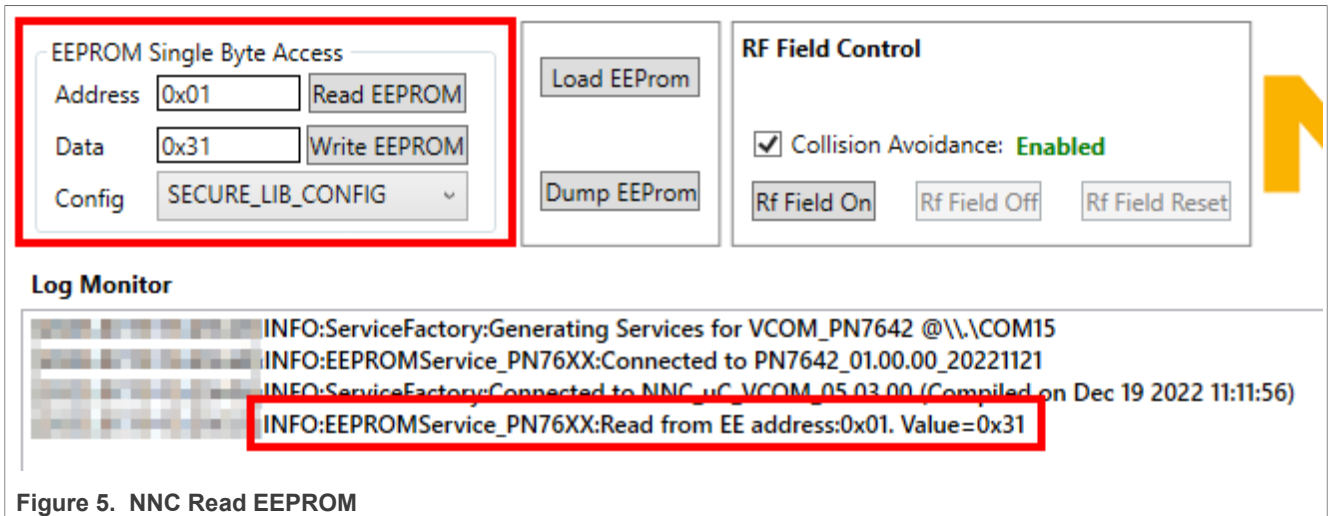 EEPROM Single Byte Access
Address 0x01 Read EEPROM
Data 0x31 Write EEPROM
Config SECURE_LIB_CONFIG
Load EEProm
Dump EEProm
RF Field Control
Collision Avoidance: Enabled
Rf Field On Rf Field Off Rf Field Reset
Log Monitor
INFO:ServiceFactory:Generating Services for VCOM_PN7642 @\\.\COM15
INFO:EEPROMService_PN76XX:Connected to PN7642_01.00.00_20221121
INFO:ServiceFactory:Connected to NNC_uC_VCOM_05.03.00 (Compiled on Dec 19 2022 11:11:56)
INFO:EEPROMService_PN76XX:Read from EE address:0x01. Value=0x31
Figure 5. NNC Read EEPROM